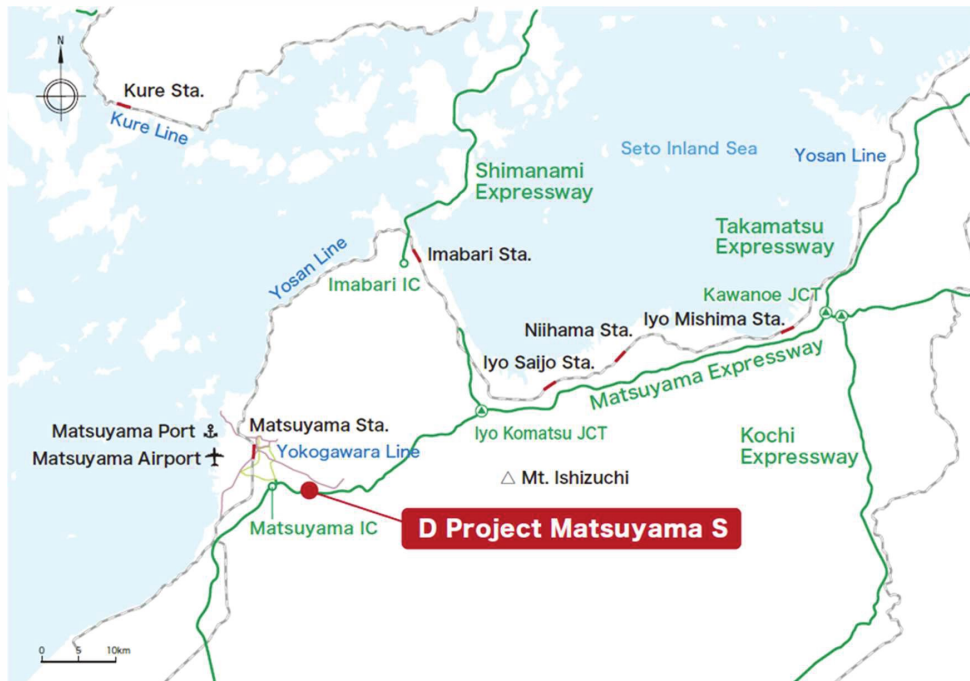 N
Kure Sta.
Kure Line
Seto Inland Sea
Yosan Line
Shimanami
Expressway
Takamatsu
Expressway
Yosan Line
Imabari Sta.
Imabari IC
Kawanoe JCT
Niihama Sta.
Iyo Mishima Sta.
Iyo Saijo Sta.
Matsuyama Expressway
Matsuyama Port
Matsuyama Sta.
Matsuyama Airport
Yokogawara Line
Iyo Komatsu JCT
Kochi
Expressway
Mt. Ishizuchi
Matsuyama IC
D Project Matsuyama S
0 5 10km